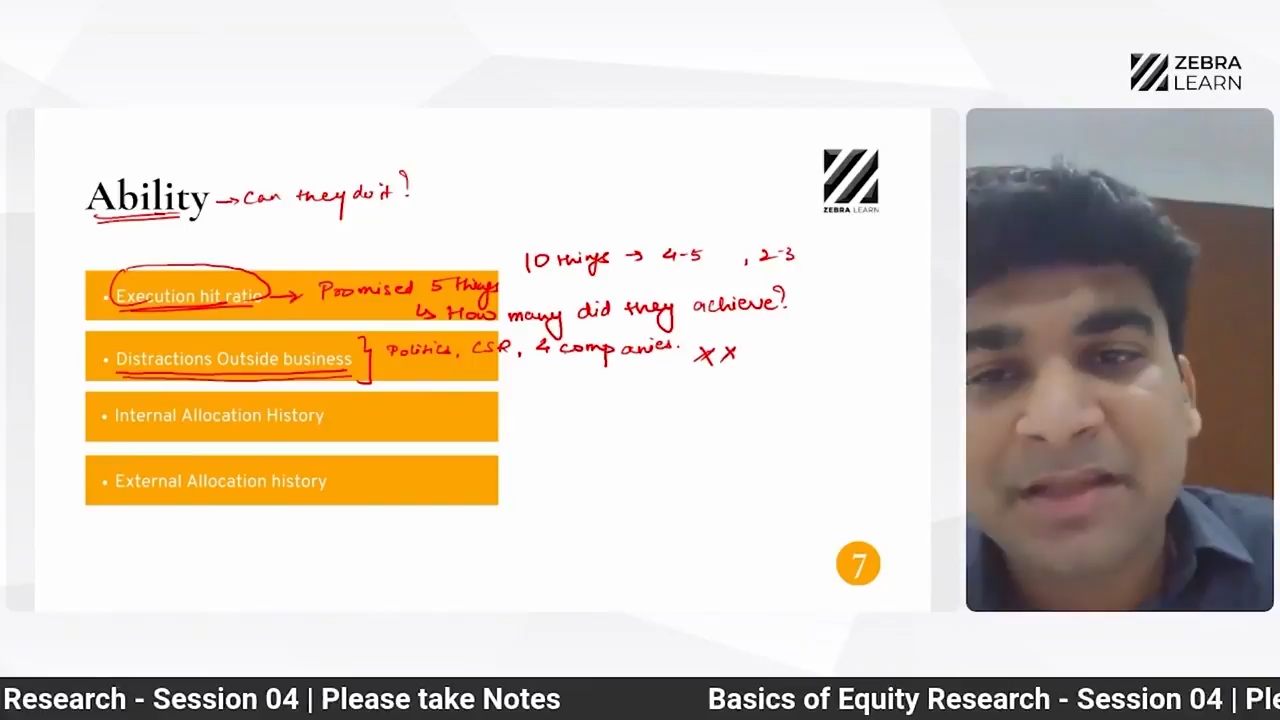 ZEBRA
LEARN
Ability → can they do it?
ZEBRA LEARN
10 things → 4-5 , 2-3
• Execution hit ratio → Promised 5 things
↳ How many did they achieve?
• Distractions Outside business } Politics, CSR, 4 companies. X X
• Internal Allocation History
• External Allocation history
7
Research - Session 04 | Please take Notes Basics of Equity Research - Session 04 | Ple